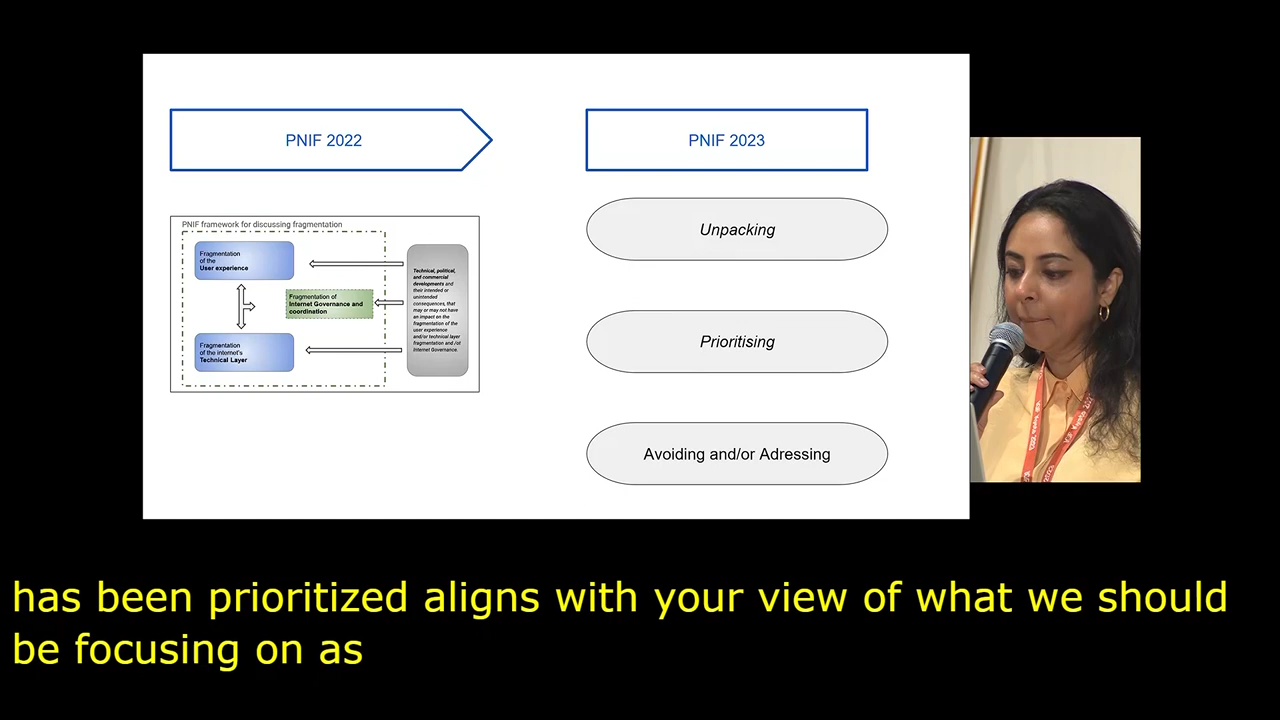 PNIF 2022
PNIF 2023
PNIF framework for discussing fragmentation
Fragmentation
of the
User experience
Fragmentation of
Internet Governance and
coordination
Fragmentation
of the internet's
Technical Layer
Technical, political,
and commercial
developments and
their intended or
unintended
consequences, that
may or may not have
an impact on the
fragmentation of the
user experience
and/or technical layer
fragmentation and /or
Internet Governance.
Unpacking
Prioritising
Avoiding and/or Adressing
has been prioritized aligns with your view of what we should
be focusing on as